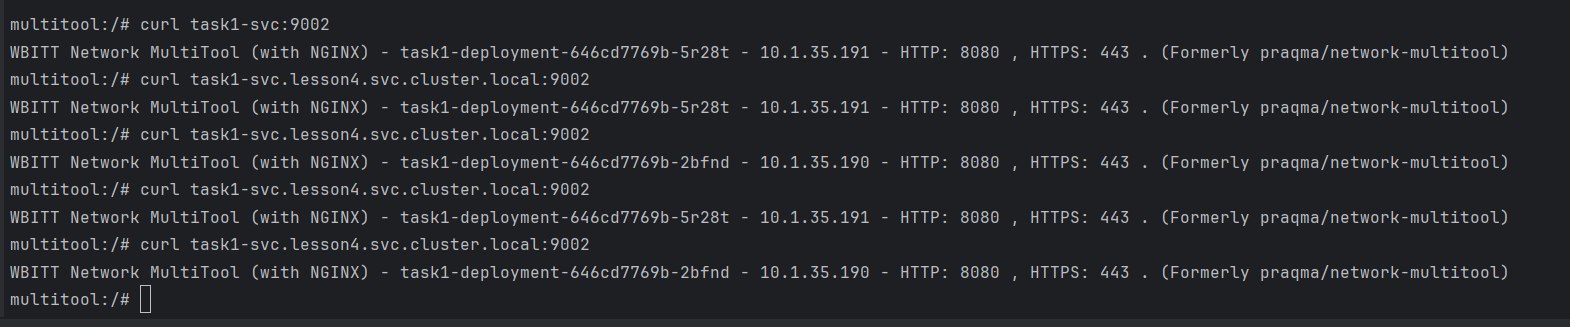 multitool:/# curl task1-svc:9002
WBITT Network MultiTool (with NGINX) - task1-deployment-646cd7769b-5r28t - 10.1.35.191 - HTTP: 8080 , HTTPS: 443 . (Formerly praqma/network-multitool)
multitool:/# curl task1-svc.lesson4.svc.cluster.local:9002
WBITT Network MultiTool (with NGINX) - task1-deployment-646cd7769b-5r28t - 10.1.35.191 - HTTP: 8080 , HTTPS: 443 . (Formerly praqma/network-multitool)
multitool:/# curl task1-svc.lesson4.svc.cluster.local:9002
WBITT Network MultiTool (with NGINX) - task1-deployment-646cd7769b-2bfnd - 10.1.35.190 - HTTP: 8080 , HTTPS: 443 . (Formerly praqma/network-multitool)
multitool:/# curl task1-svc.lesson4.svc.cluster.local:9002
WBITT Network MultiTool (with NGINX) - task1-deployment-646cd7769b-5r28t - 10.1.35.191 - HTTP: 8080 , HTTPS: 443 . (Formerly praqma/network-multitool)
multitool:/# curl task1-svc.lesson4.svc.cluster.local:9002
WBITT Network MultiTool (with NGINX) - task1-deployment-646cd7769b-2bfnd - 10.1.35.190 - HTTP: 8080 , HTTPS: 443 . (Formerly praqma/network-multitool)
multitool:/#